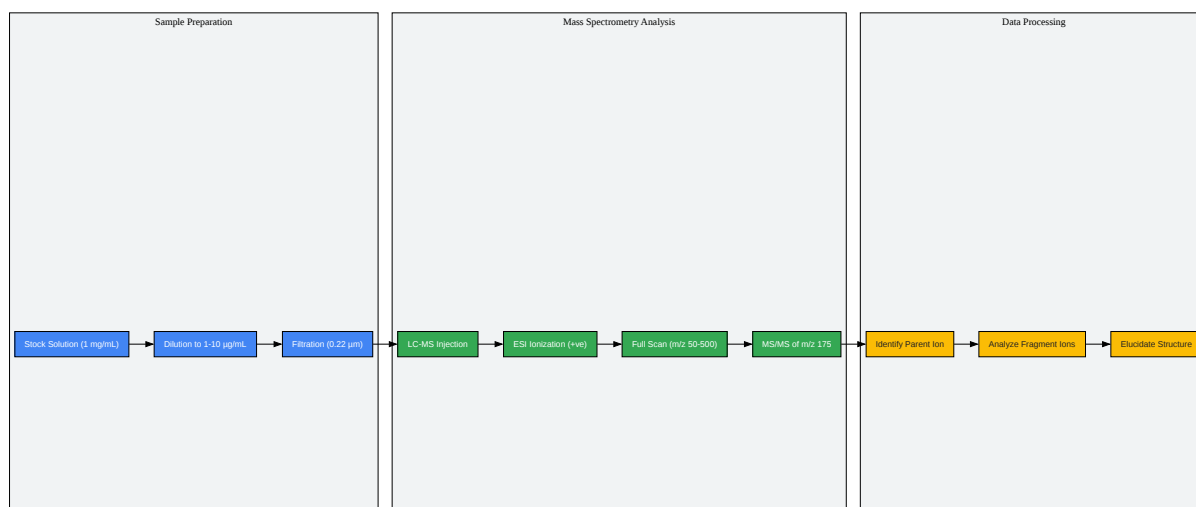 Sample Preparation
Stock Solution (1 mg/mL)
Dilution to 1-10 µg/mL
Filtration (0.22 µm)
Mass Spectrometry Analysis
LC-MS Injection
ESI Ionization (+ve)
Full Scan (m/z 50-500)
MS/MS of m/z 175
Data Processing
Identify Parent Ion
Analyze Fragment Ions
Elucidate Structure